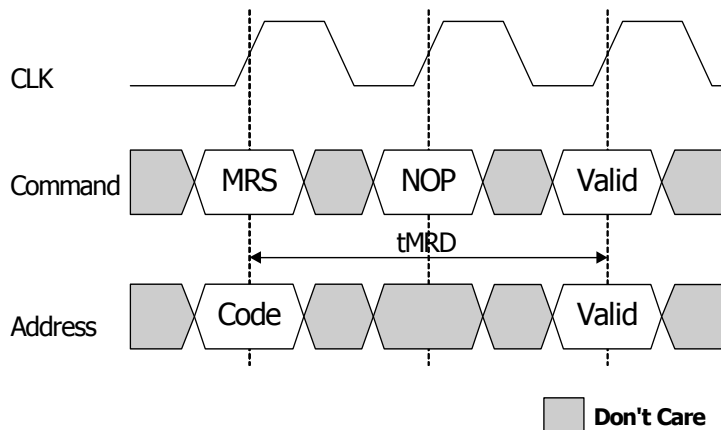 CLK
Command MRS NOP Valid
tMRD
Address Code Valid
Don't Care